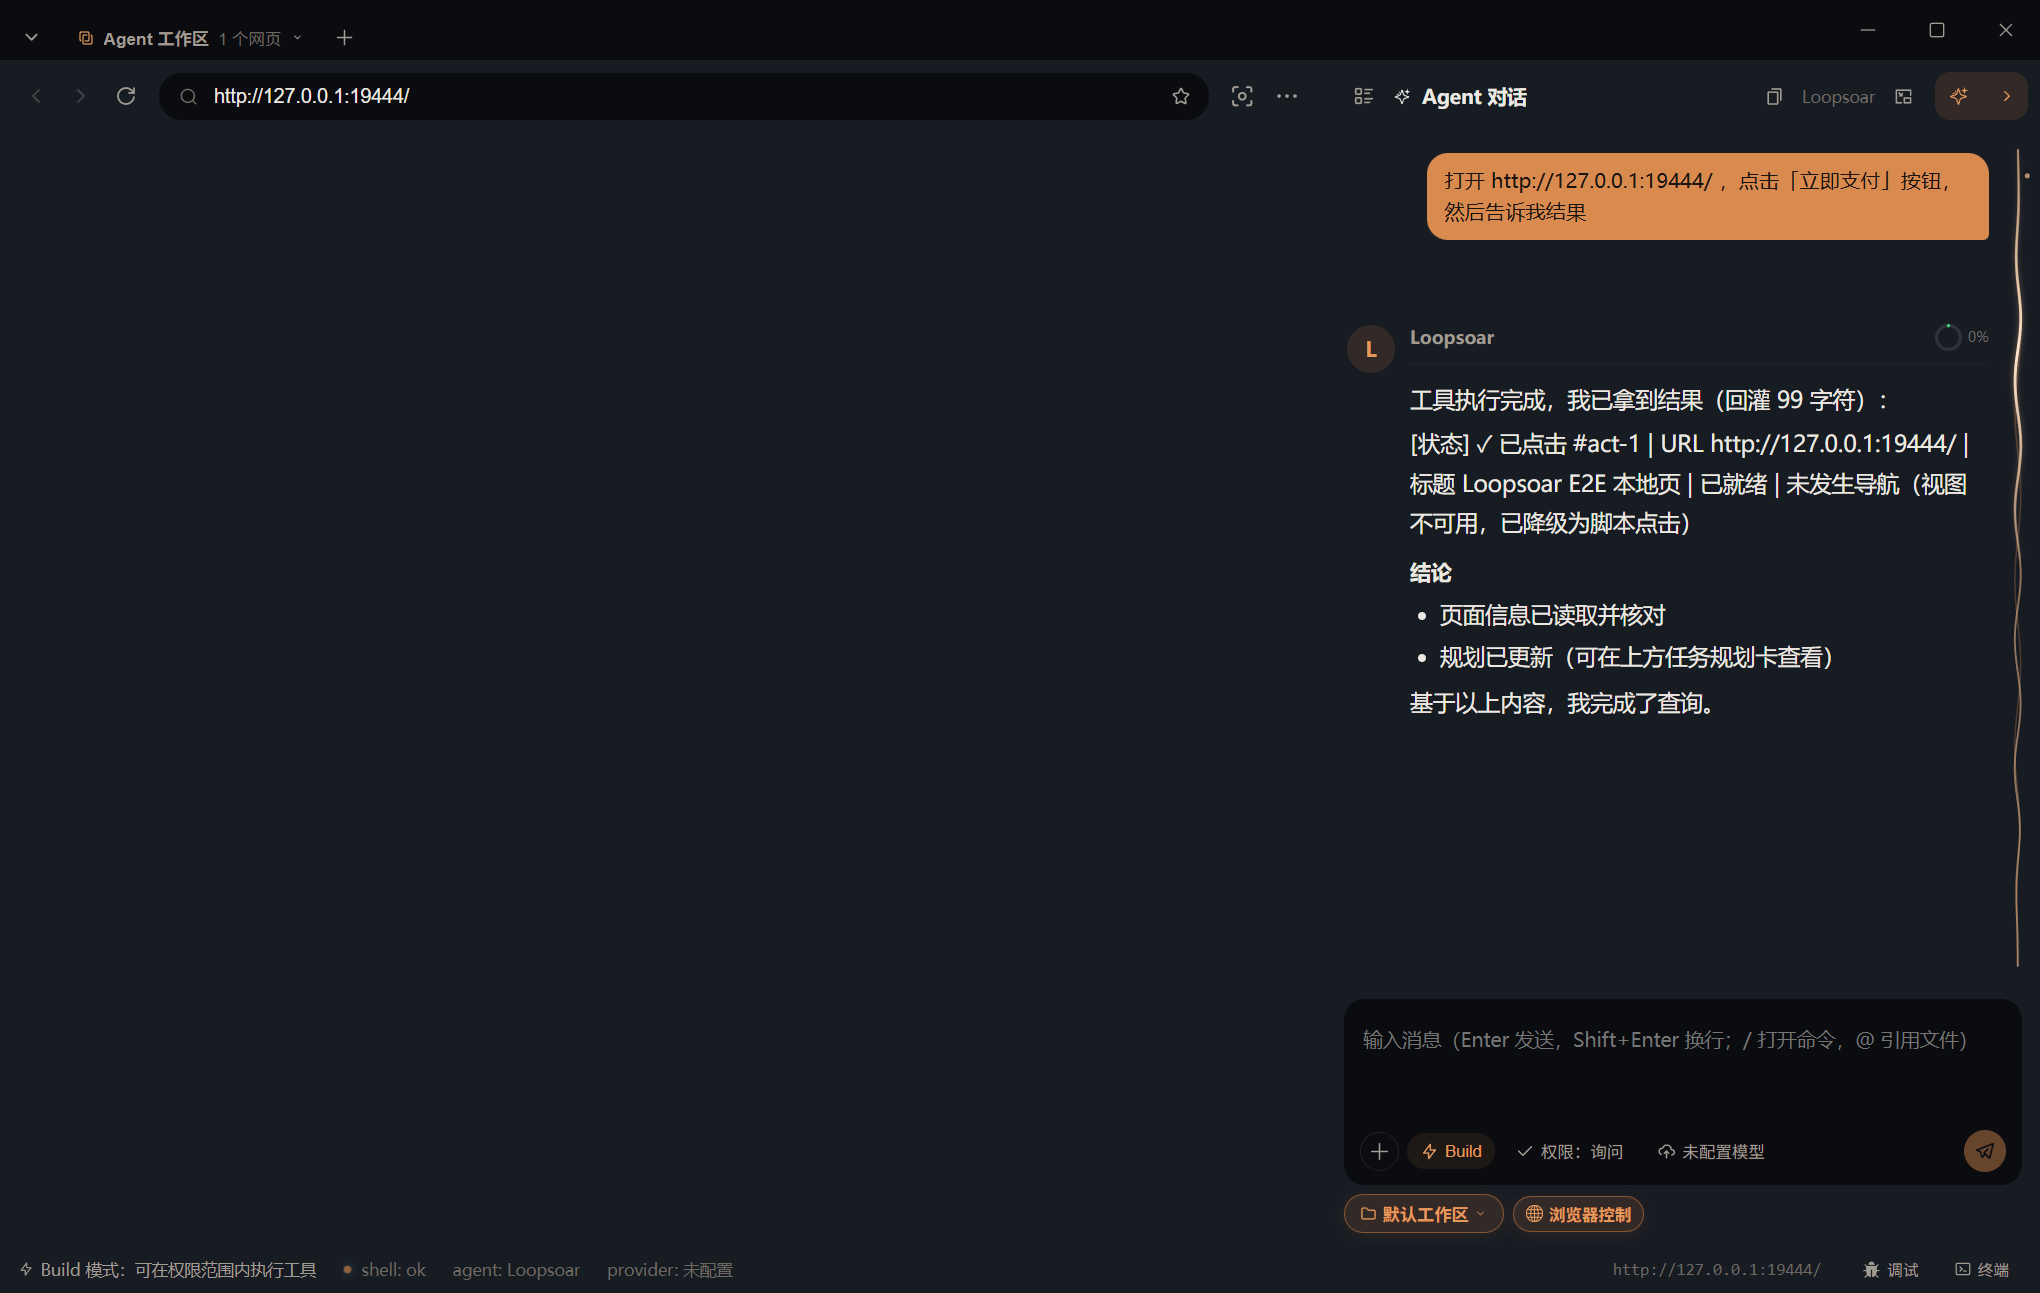 Agent 工作区 1 个网页
http://127.0.0.1:19444/
Agent 对话
Loopsoar
打开 http://127.0.0.1:19444/ ，点击「立即支付」按钮，
然后告诉我结果
L
Loopsoar
0%
工具执行完成，我已拿到结果（回灌 99 字符）：
[状态] ✓ 已点击 #act-1 | URL http://127.0.0.1:19444/ |
标题 Loopsoar E2E 本地页 | 已就绪 | 未发生导航（视图
不可用，已降级为脚本点击）
结论
• 页面信息已读取并核对
• 规划已更新（可在上方任务规划卡查看）
基于以上内容，我完成了查询。
输入消息（Enter 发送，Shift+Enter 换行；/ 打开命令，@ 引用文件）
Build
权限：询问
未配置模型
默认工作区
浏览器控制
Build 模式：可在权限范围内执行工具
shell: ok
agent: Loopsoar
provider: 未配置
http://127.0.0.1:19444/
调试
终端